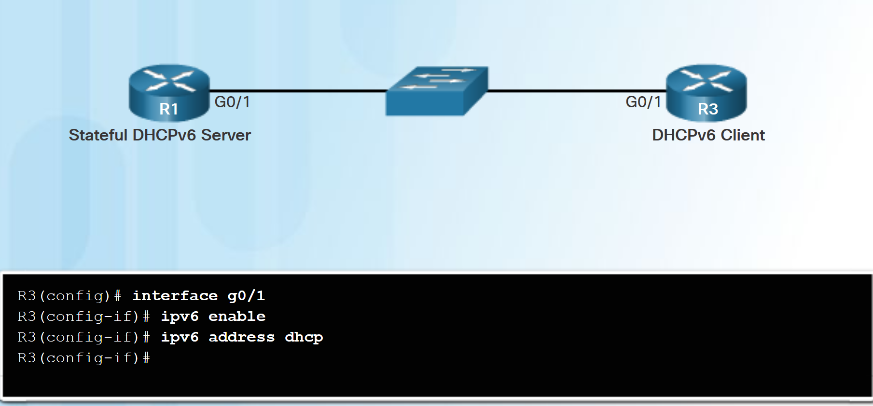 R1
G0/1
G0/1
R3
Stateful DHCPv6 Server
DHCPv6 Client
R3(config)# interface g0/1
R3(config-if)# ipv6 enable
R3(config-if)# ipv6 address dhcp
R3(config-if)#